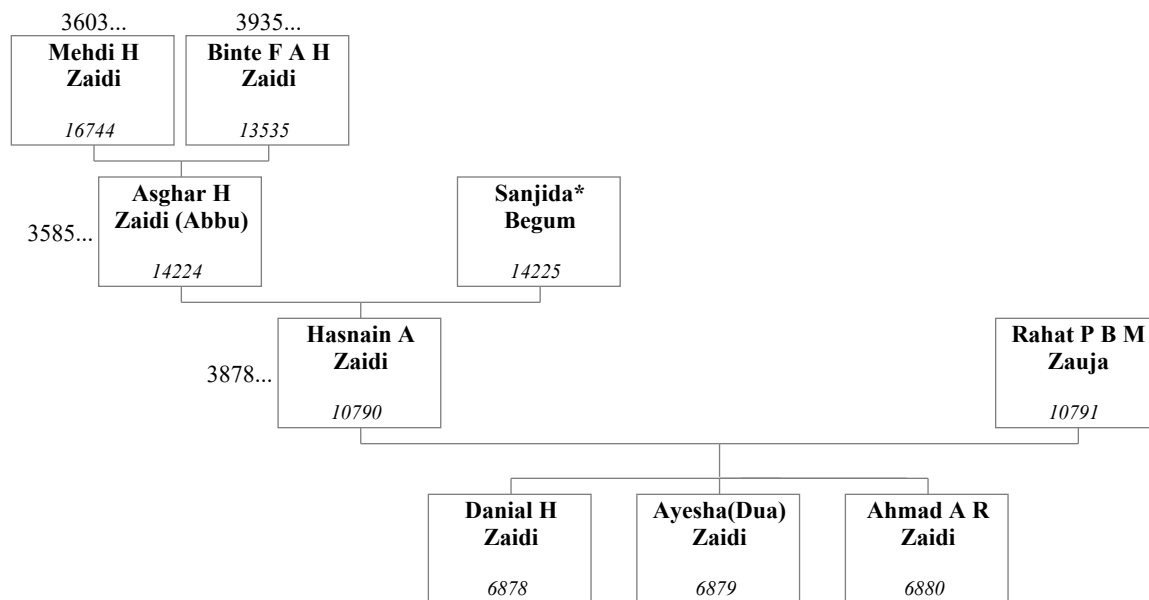 3603...
3935...
Mehdi H
Zaidi
16744
Binte F A H
Zaidi
13535
Asghar H
Zaidi (Abbu)
14224
3585...
Sanjida*
Begum
14225
Hasnain A
Zaidi
10790
3878...
Rahat P B M
Zauja
10791
Danial H
Zaidi
6878
Ayesha(Dua)
Zaidi
6879
Ahmad A R
Zaidi
6880